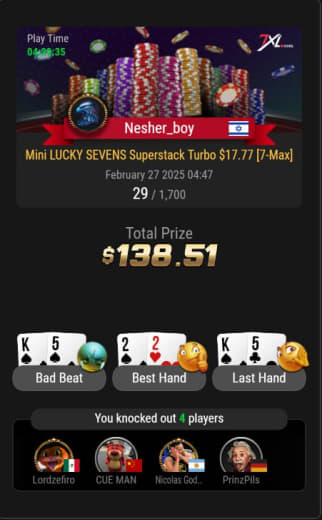 Play Time
04:28:35
7XL
Nesher_boy
Mini LUCKY SEVENS Superstack Turbo $17.77 [7-Max]
February 27 2025 04:47
29 / 1,700
Total Prize
$138.51
K 5 2 2 K 5
Bad Beat Best Hand Last Hand
You knocked out 4 players
Lordzefiro CUE MAN Nicolas God.. PrinzPils